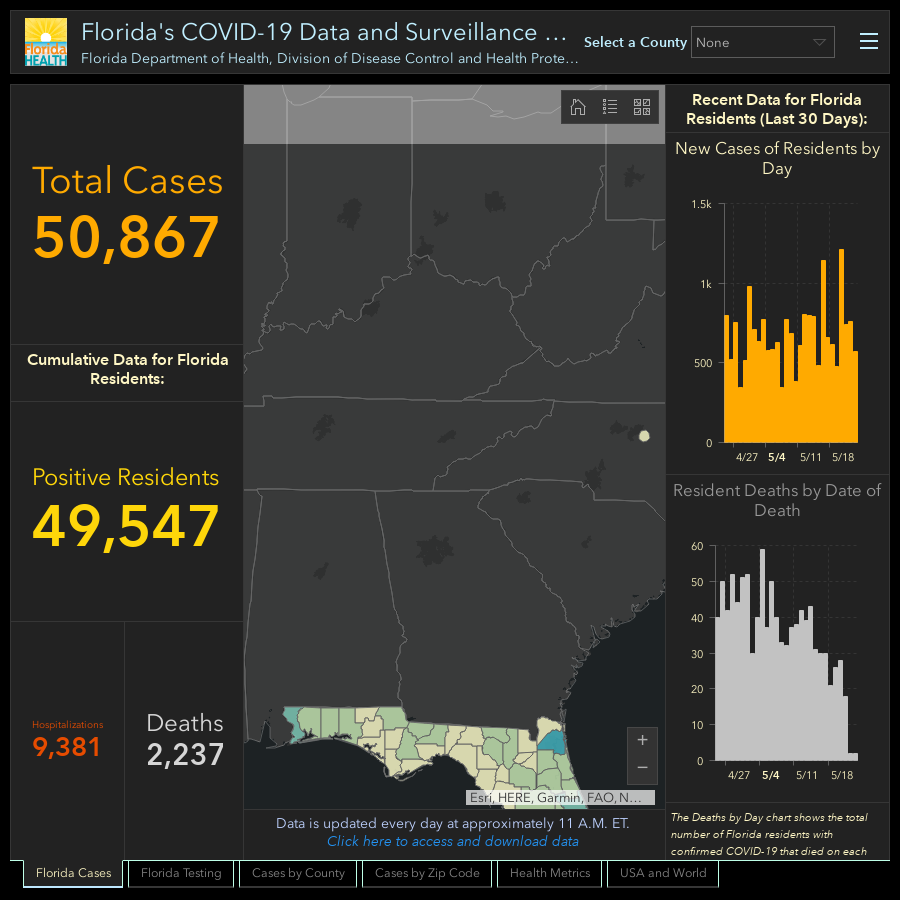 Florida
HEALTH
Florida's COVID-19 Data and Surveillance ...
Florida Department of Health, Division of Disease Control and Health Prote...
Select a County
None
Total Cases
50,867
Cumulative Data for Florida
Residents:
Positive Residents
49,547
Hospitalizations
9,381
Deaths
2,237
+
−
Esri, HERE, Garmin, FAO, N...
Data is updated every day at approximately 11 A.M. ET.
Click here to access and download data
Recent Data for Florida
Residents (Last 30 Days):
New Cases of Residents by
Day
1.5k
1k
500
0
4/27 5/4 5/11 5/18
Resident Deaths by Date of
Death
60
50
40
30
20
10
0
4/27 5/4 5/11 5/18
The Deaths by Day chart shows the total
number of Florida residents with
confirmed COVID-19 that died on each
Florida Cases
Florida Testing
Cases by County
Cases by Zip Code
Health Metrics
USA and World